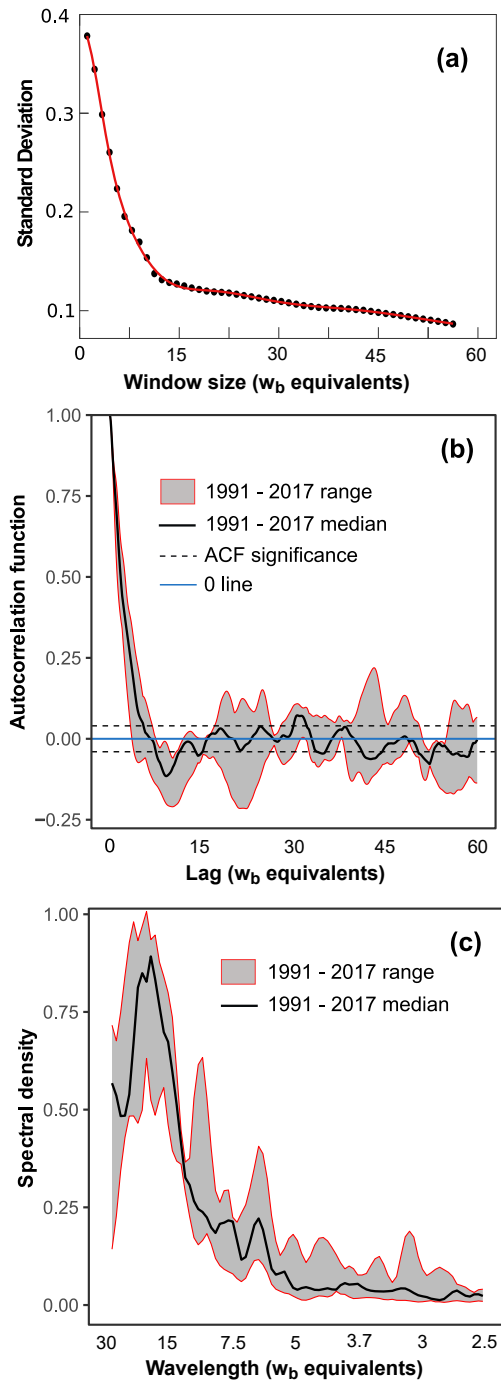 (a)
Standard Deviation
0.4
0.3
0.2
0.1
0 15 30 45 60
Window size (wb equivalents)
(b)
Autocorrelation function
1.00
0.75
0.50
0.25
0.00
−0.25
1991 - 2017 range
1991 - 2017 median
ACF significance
0 line
0 15 30 45 60
Lag (wb equivalents)
(c)
Spectral density
1.00
0.75
0.50
0.25
0.00
1991 - 2017 range
1991 - 2017 median
30 15 7.5 5 3.7 3 2.5
Wavelength (wb equivalents)